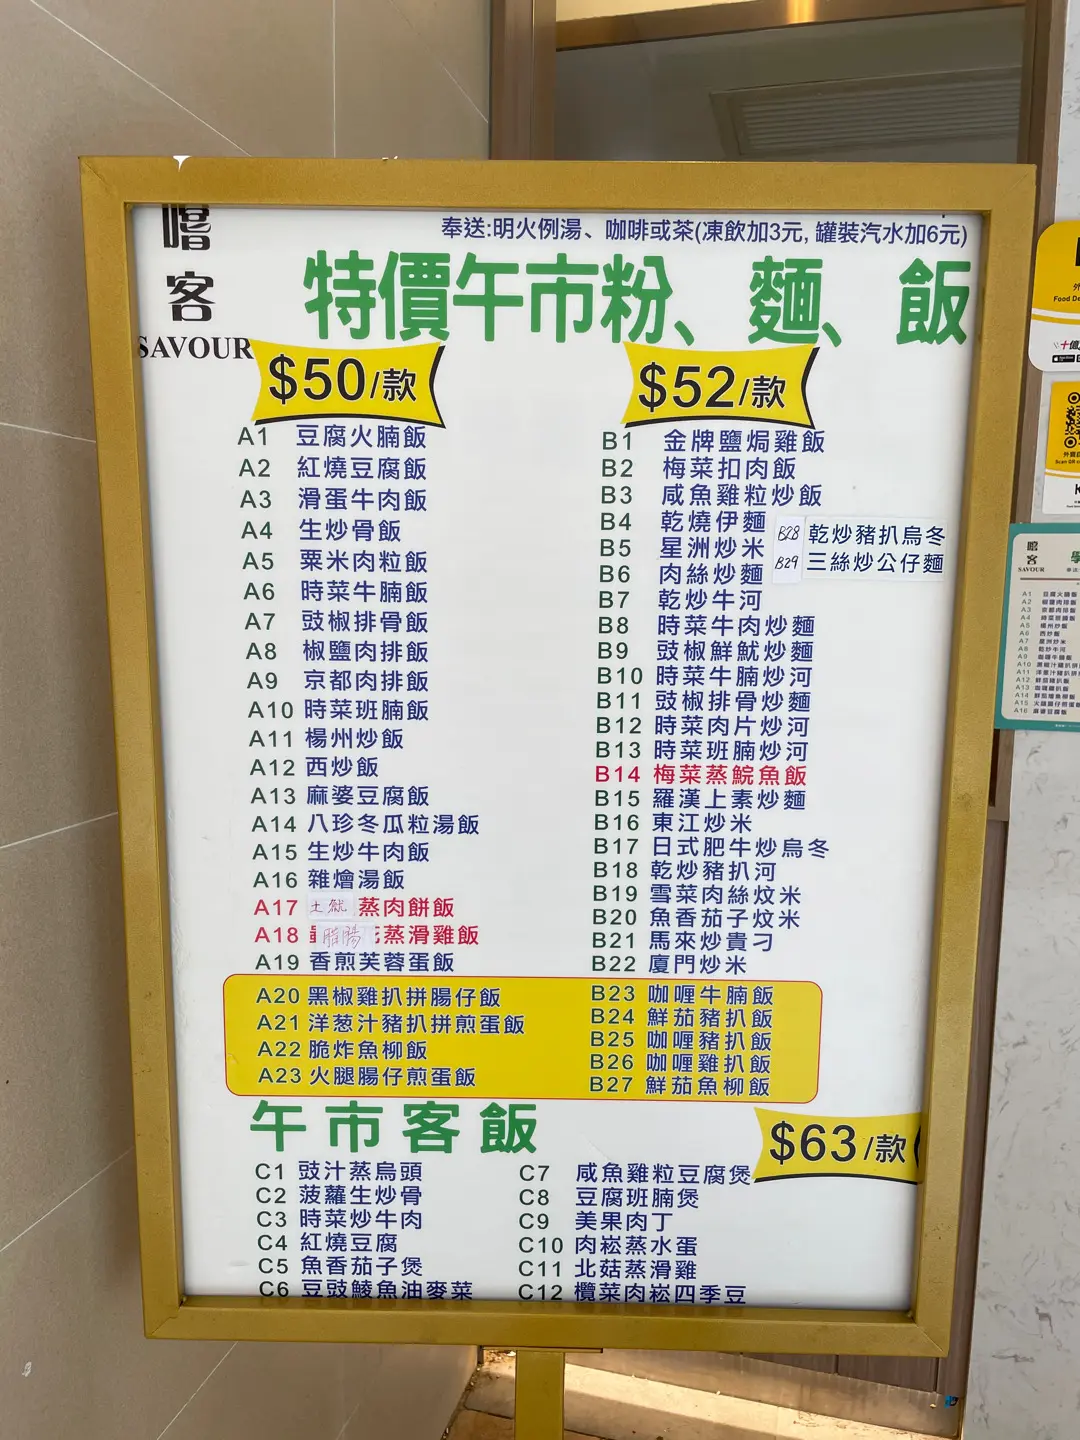 嚐
客
SAVOUR
奉送:明火例湯、咖啡或茶(凍飲加3元, 罐裝汽水加6元)
特價午市粉、麵、飯
$50/款
A1 豆腐火腩飯
A2 紅燒豆腐飯
A3 滑蛋牛肉飯
A4 生炒骨飯
A5 粟米肉粒飯
A6 時菜牛腩飯
A7 豉椒排骨飯
A8 椒鹽肉排飯
A9 京都肉排飯
A10 時菜班腩飯
A11 楊州炒飯
A12 西炒飯
A13 麻婆豆腐飯
A14 八珍冬瓜粒湯飯
A15 生炒牛肉飯
A16 雜燴湯飯
A17 土魷 蒸肉餅飯
A18 蒸滑雞飯
A19 香煎芙蓉蛋飯
A20 黑椒雞扒拼腸仔飯
A21 洋葱汁豬扒拼煎蛋飯
A22 脆炸魚柳飯
A23 火腿腸仔煎蛋飯
$52/款
B1 金牌鹽焗雞飯
B2 梅菜扣肉飯
B3 咸魚雞粒炒飯
B4 乾燒伊麵
B5 星洲炒米
B6 肉絲炒麵
B28 乾炒豬扒烏冬
B29 三絲炒公仔麵
B7 乾炒牛河
B8 時菜牛肉炒麵
B9 豉椒鮮魷炒麵
B10 時菜牛腩炒河
B11 豉椒排骨炒麵
B12 時菜肉片炒河
B13 時菜班腩炒河
B14 梅菜蒸鯇魚飯
B15 羅漢上素炒麵
B16 東江炒米
B17 日式肥牛炒烏冬
B18 乾炒豬扒河
B19 雪菜肉絲炆米
B20 魚香茄子炆米
B21 馬來炒貴刁
B22 廈門炒米
B23 咖喱牛腩飯
B24 鮮茄豬扒飯
B25 咖喱豬扒飯
B26 咖喱雞扒飯
B27 鮮茄魚柳飯
午市客飯
$63/款
C1 豉汁蒸烏頭
C2 菠蘿生炒骨
C3 時菜炒牛肉
C4 紅燒豆腐
C5 魚香茄子煲
C6 豆豉鯪魚油麥菜
C7 咸魚雞粒豆腐煲
C8 豆腐班腩煲
C9 美果肉丁
C10 肉崧蒸水蛋
C11 北菇蒸滑雞
C12 欖菜肉崧四季豆
嚐
客
SAVOUR